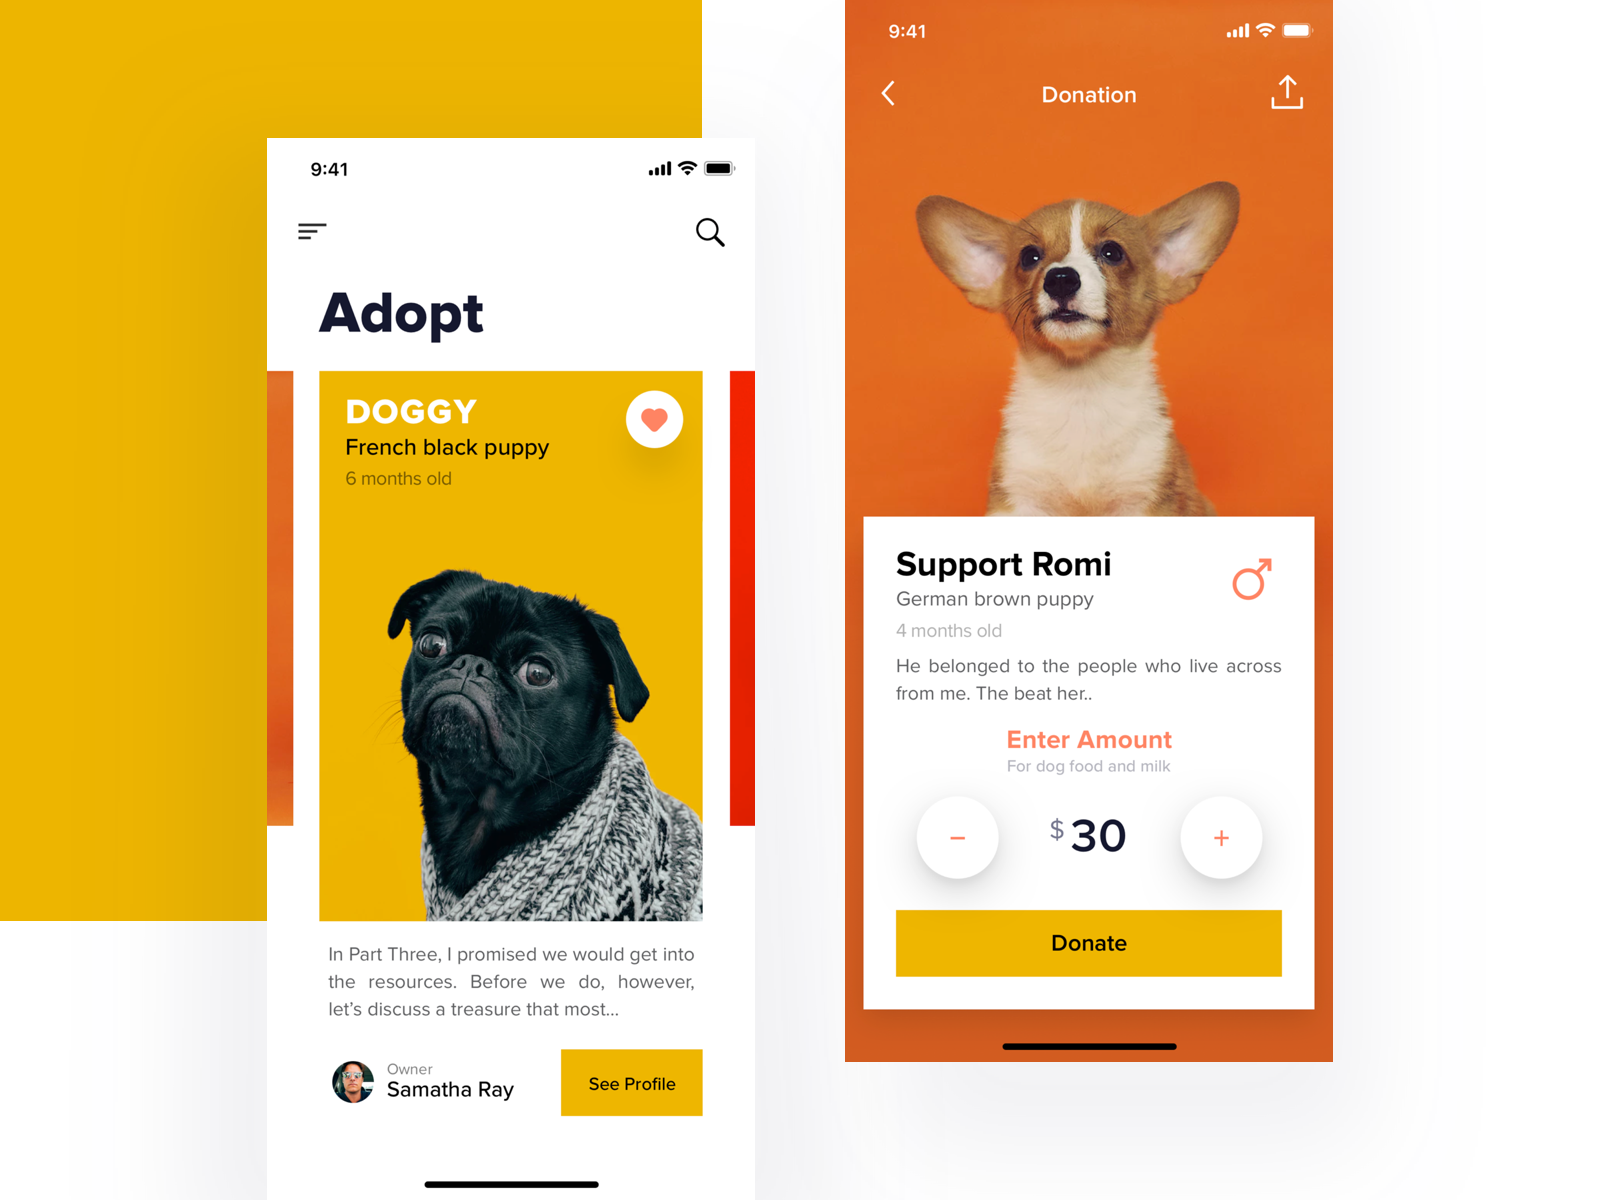 9:41
Adopt
DOGGY
French black puppy
6 months old
In Part Three, I promised we would get into
the resources. Before we do, however,
let’s discuss a treasure that most...
Owner
Samatha Ray
See Profile
9:41
Donation
Support Romi
German brown puppy
4 months old
He belonged to the people who live across
from me. The beat her..
Enter Amount
For dog food and milk
− $30 +
Donate